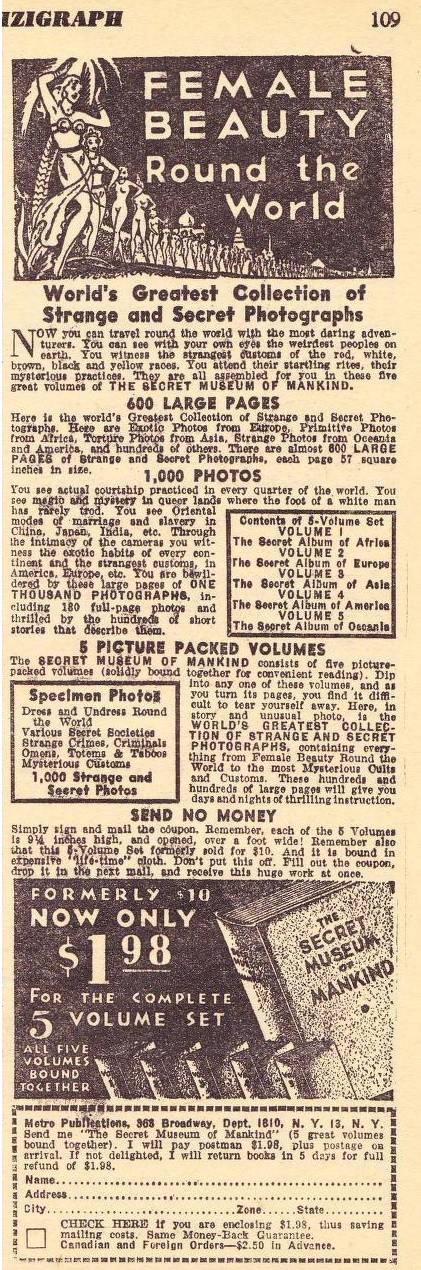 IZIGRAPH 109
FEMALE
BEAUTY
Round the
World
World's Greatest Collection of
Strange and Secret Photographs
NOW you can travel round the world with the most daring adven-
turers. You can see with your own eyes the weirdest peoples on
earth. You witness the strangest customs of the red, white,
brown, black and yellow races. You attend their startling rites, their
mysterious practices. They are all assembled for you in these five
great volumes of THE SECRET MUSEUM OF MANKIND.
600 LARGE PAGES
Here is the world's Greatest Collection of Strange and Secret Pho-
tographs. Here are Exotic Photos from Europe, Primitive Photos
from Africa, Torture Photos from Asia, Strange Photos from Oceania
and America, and hundreds of others. There are almost 600 LARGE
PAGES of Strange and Secret Photographs, each page 57 square
inches in size.
1,000 PHOTOS
You see actual courtship practiced in every quarter of the world. You
see magic and mystery in queer lands where the foot of a white man
has rarely trod. You see Oriental
modes of marriage and slavery in
China, Japan, India, etc. Through
the intimacy of the cameras you wit-
ness the exotic habits of every con-
tinent and the strangest customs, in
America, Europe, etc. You are bewil-
dered by these large pages of ONE
THOUSAND PHOTOGRAPHS, in-
cluding 180 full-page photos and
thrilled by the hundreds of short
stories that describe them.
Contents of 5-Volume Set
VOLUME 1
The Secret Album of Africa
VOLUME 2
The Secret Album of Europe
VOLUME 3
The Secret Album of Asia
VOLUME 4
The Secret Album of America
VOLUME 5
The Secret Album of Oceania
5 PICTURE PACKED VOLUMES
The SECRET MUSEUM OF MANKIND consists of five picture-
packed volumes (solidly bound together for convenient reading). Dip
into any one of these volumes, and as
you turn its pages, you find it diffi-
cult to tear yourself away. Here, in
story and unusual photo, is the
WORLD'S GREATEST COLLEC-
TION OF STRANGE AND SECRET
PHOTOGRAPHS, containing every-
thing from Female Beauty Round the
World to the most Mysterious Cults
and Customs. These hundreds and
hundreds of large pages will give you
days and nights of thrilling instruction.
Specimen Photos
Dress and Undress Round
the World
Various Secret Societies
Strange Crimes, Criminals
Omens, Totems & Taboos
Mysterious Customs
1,000 Strange and
Secret Photos
SEND NO MONEY
Simply sign and mail the coupon. Remember, each of the 5 Volumes
is 9¼ inches high, and opened, over a foot wide! Remember also
that this 5-Volume Set formerly sold for $10. And it is bound in
expensive "life-time" cloth. Don't put this off. Fill out the coupon,
drop it in the next mail, and receive this huge work at once.
FORMERLY $10
NOW ONLY
$1.98
FOR THE COMPLETE
5 VOLUME SET
ALL FIVE
VOLUMES
BOUND
TOGETHER
THE
SECRET
MUSEUM
OF
MANKIND
Metro Publications, 363 Broadway, Dept. 1810, N. Y. 13, N. Y.
Send me "The Secret Museum of Mankind" (5 great volumes
bound together). I will pay postman $1.98, plus postage on
arrival. If not delighted, I will return books in 5 days for full
refund of $1.98.
Name
Address
City Zone State
CHECK HERE if you are enclosing $1.98, thus saving
mailing costs. Same Money-Back Guarantee.
Canadian and Foreign Orders—$2.50 in Advance.